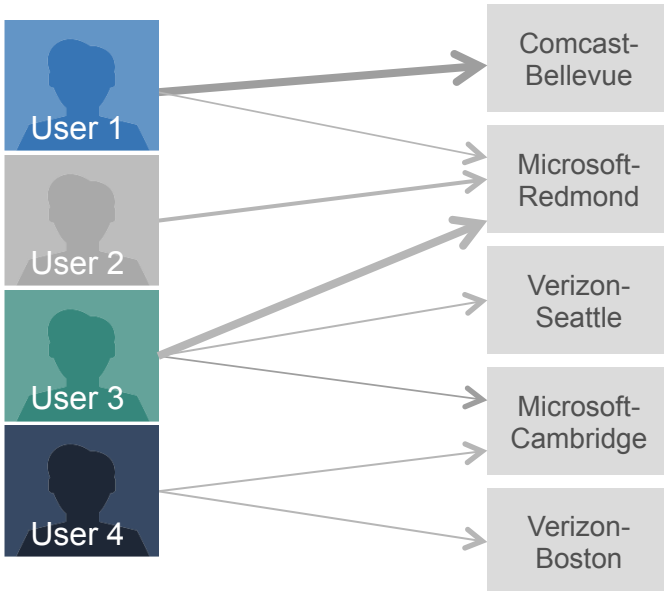 User 1
User 2
User 3
User 4
Comcast-
Bellevue
Microsoft-
Redmond
Verizon-
Seattle
Microsoft-
Cambridge
Verizon-
Boston